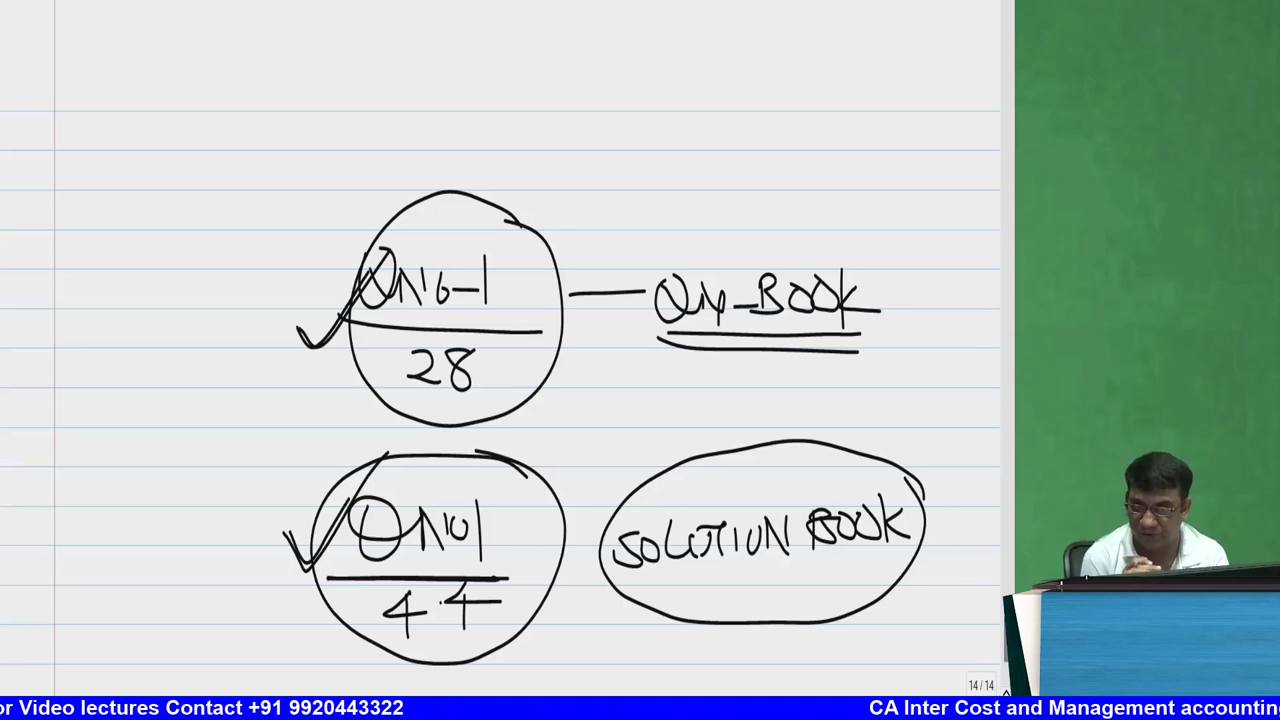 QNo-1
28
QN-BOOK
QNo1
44
SOLUTION BOOK
14/14
or Video lectures Contact +91 9920443322
CA Inter Cost and Management accountin